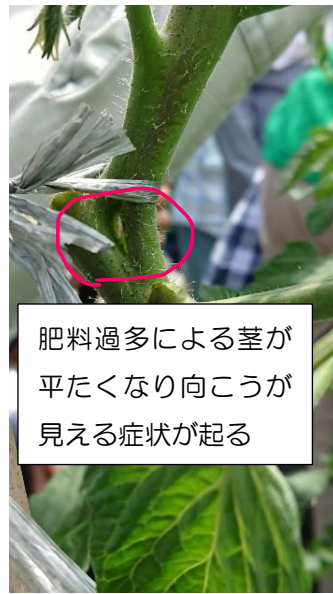 肥料過多による茎が
平たくなり向こうが
見える症状が起る